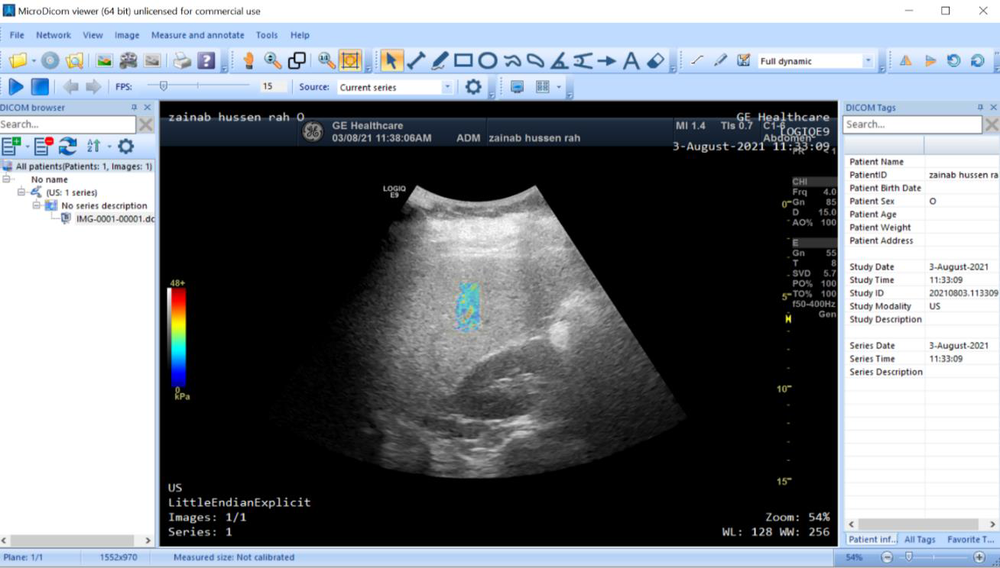 MicroDicom viewer (64 bit) unlicensed for commercial use
File Network View Image Measure and annotate Tools Help
Full dynamic
FPS: 15 Source: Current series
DICOM browser
Search...
All patients(Patients: 1, Images: 1)
No name
(US: 1 series)
No series description
IMG-0001-00001.dc
zainab hussen rah O
GE Healthcare
03/08/21 11:38:06AM ADM zainab hussen rah
MI 1.4 TIs 0.7 C1-6
Abdomen
GE Healthcare
LOGIQE9
3-August-2021 11:33:09
LOGIQ
E9
CHI
Frq 4.0
Gn 85
D 15.0
AO% 100
E
Gn 55
T 8
SVD 5.7
PO% 100
TO% 100
f50-400Hz
Gen
0
5
10
15
48+
0
kPa
US
LittleEndianExplicit
Images: 1/1
Series: 1
Zoom: 54%
WL: 128 WW: 256
DICOM Tags
Search...
Patient Name
PatientID zainab hussen ra
Patient Birth Date
Patient Sex O
Patient Age
Patient Weight
Patient Address
Study Date 3-August-2021
Study Time 11:33:09
Study ID 20210803.113309
Study Modality US
Study Description
Series Date 3-August-2021
Series Time 11:33:09
Series Description
Patient inf... All Tags Favorite T...
Plane: 1/1 1552x970 Measured size: Not calibrated 54%